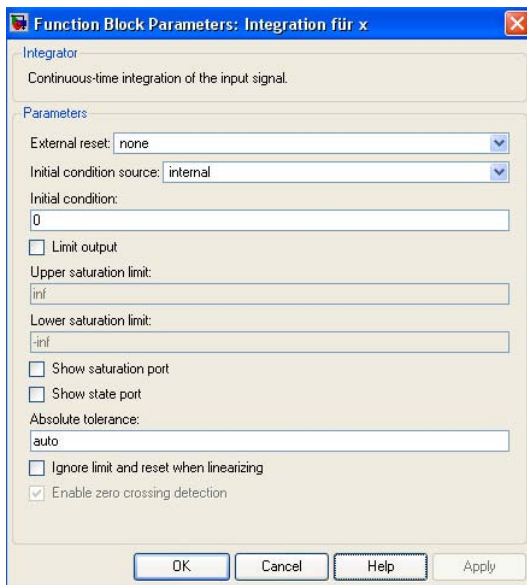 Function Block Parameters: Integration für x
Integrator
Continuous-time integration of the input signal.
Parameters
External reset: none
Initial condition source: internal
Initial condition:
0
Limit output
Upper saturation limit:
inf
Lower saturation limit:
-inf
Show saturation port
Show state port
Absolute tolerance:
auto
Ignore limit and reset when linearizing
Enable zero crossing detection
OK Cancel Help Apply